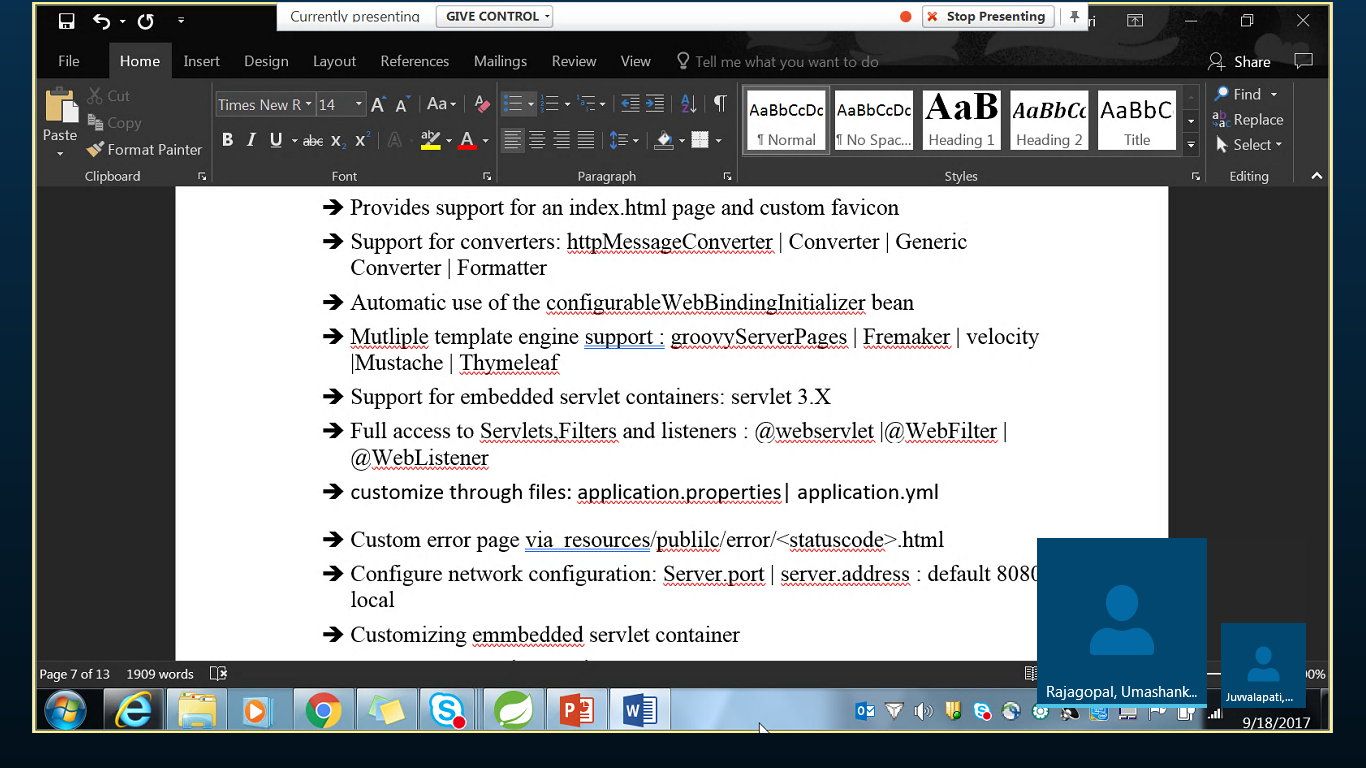 Currently presenting GIVE CONTROL Stop Presenting ri
File Home Insert Design Layout References Mailings Review View Tell me what you want to do Share
Paste Cut Copy Format Painter
Times New R 14 Aa
B I U abc X2 X2 A aby A
AaBbCcDc AaBbCcDc AaB AaBbCc AaBbC
¶ Normal ¶ No Spac... Heading 1 Heading 2 Title
Find Replace Select
Clipboard Font Paragraph Styles Editing
➔ Provides support for an index.html page and custom favicon
➔ Support for converters: httpMessageConverter | Converter | Generic
Converter | Formatter
➔ Automatic use of the configurableWebBindingInitializer bean
➔ Mutliple template engine support : groovyServerPages | Fremaker | velocity
|Mustache | Thymeleaf
➔ Support for embedded servlet containers: servlet 3.X
➔ Full access to Servlets,Filters and listeners : @webservlet |@WebFilter |
@WebListener
➔ customize through files: application.properties| application.yml
➔ Custom error page via resources/publilc/error/<statuscode>.html
➔ Configure network configuration: Server.port | server.address : default 8080
local
➔ Customizing emmbedded servlet container
Rajagopal, Umashank...
Juvvalapati,...
Page 7 of 13 1909 words 00%
9/18/2017